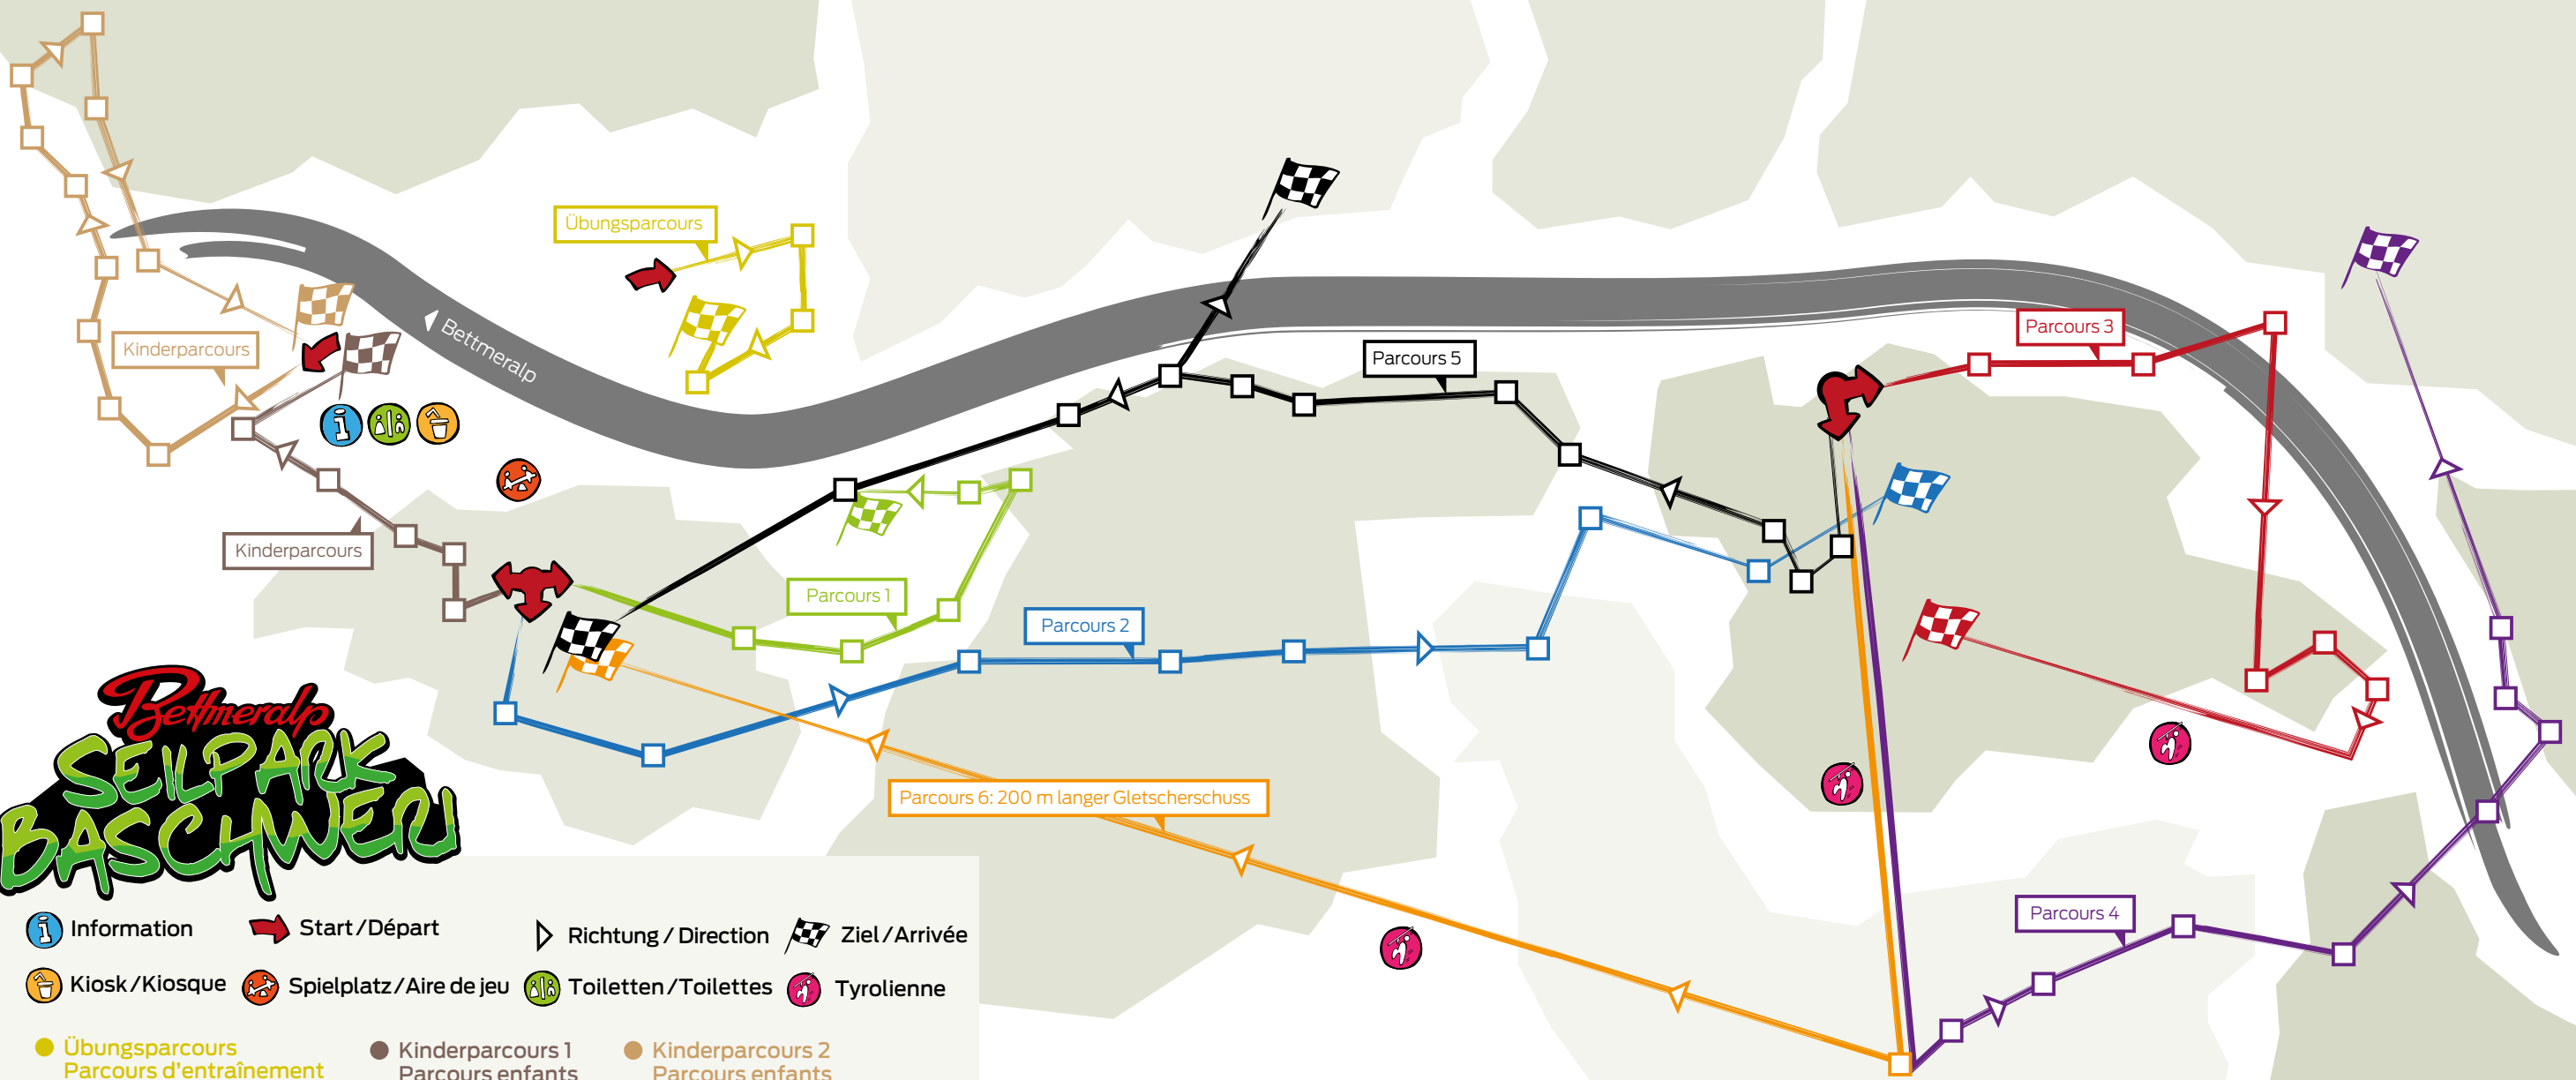 Übungsparcours
Kinderparcours
Bettmeralp
Parcours 3
Parcours 5
Kinderparcours
Parcours 1
Parcours 2
Parcours 6: 200 m langer Gletscherschuss
Parcours 4
Bettmeralp
SEILPARK
BASCHWERI
Information
Start/Départ
Richtung / Direction
Ziel/Arrivée
Kiosk/Kiosque
Spielplatz/Aire de jeu
Toiletten/Toilettes
Tyrolienne
Übungsparcours
Parcours d'entraînement
Kinderparcours 1
Parcours enfants
Kinderparcours 2
Parcours enfants